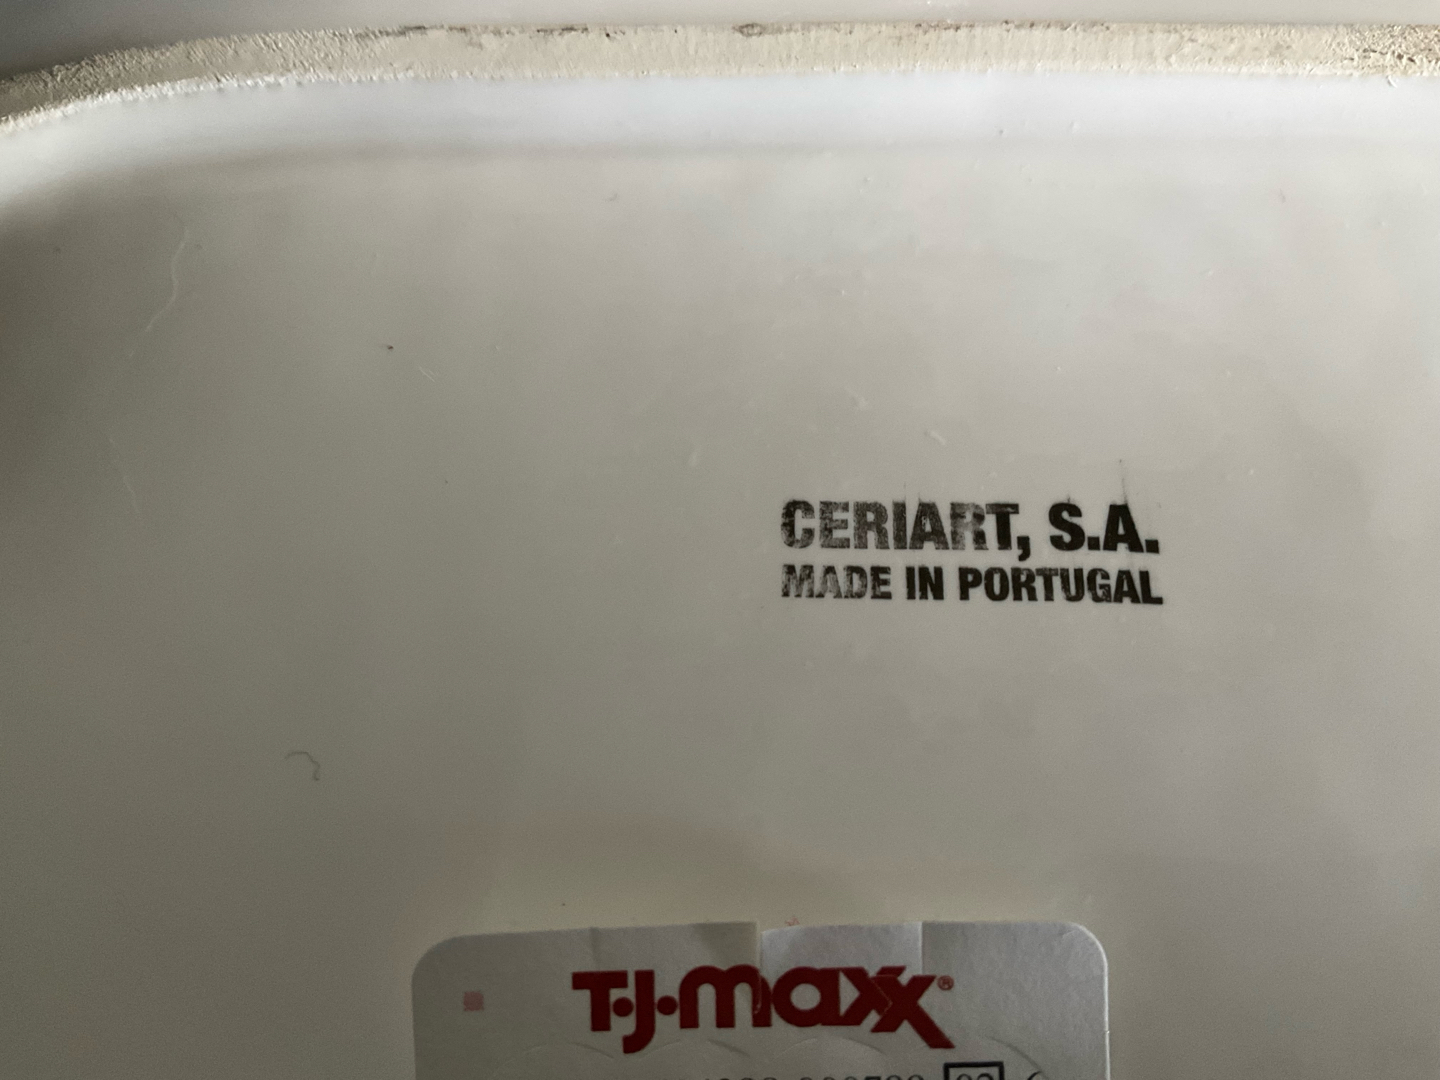 CERIART, S.A.
MADE IN PORTUGAL
T·J·maxx®